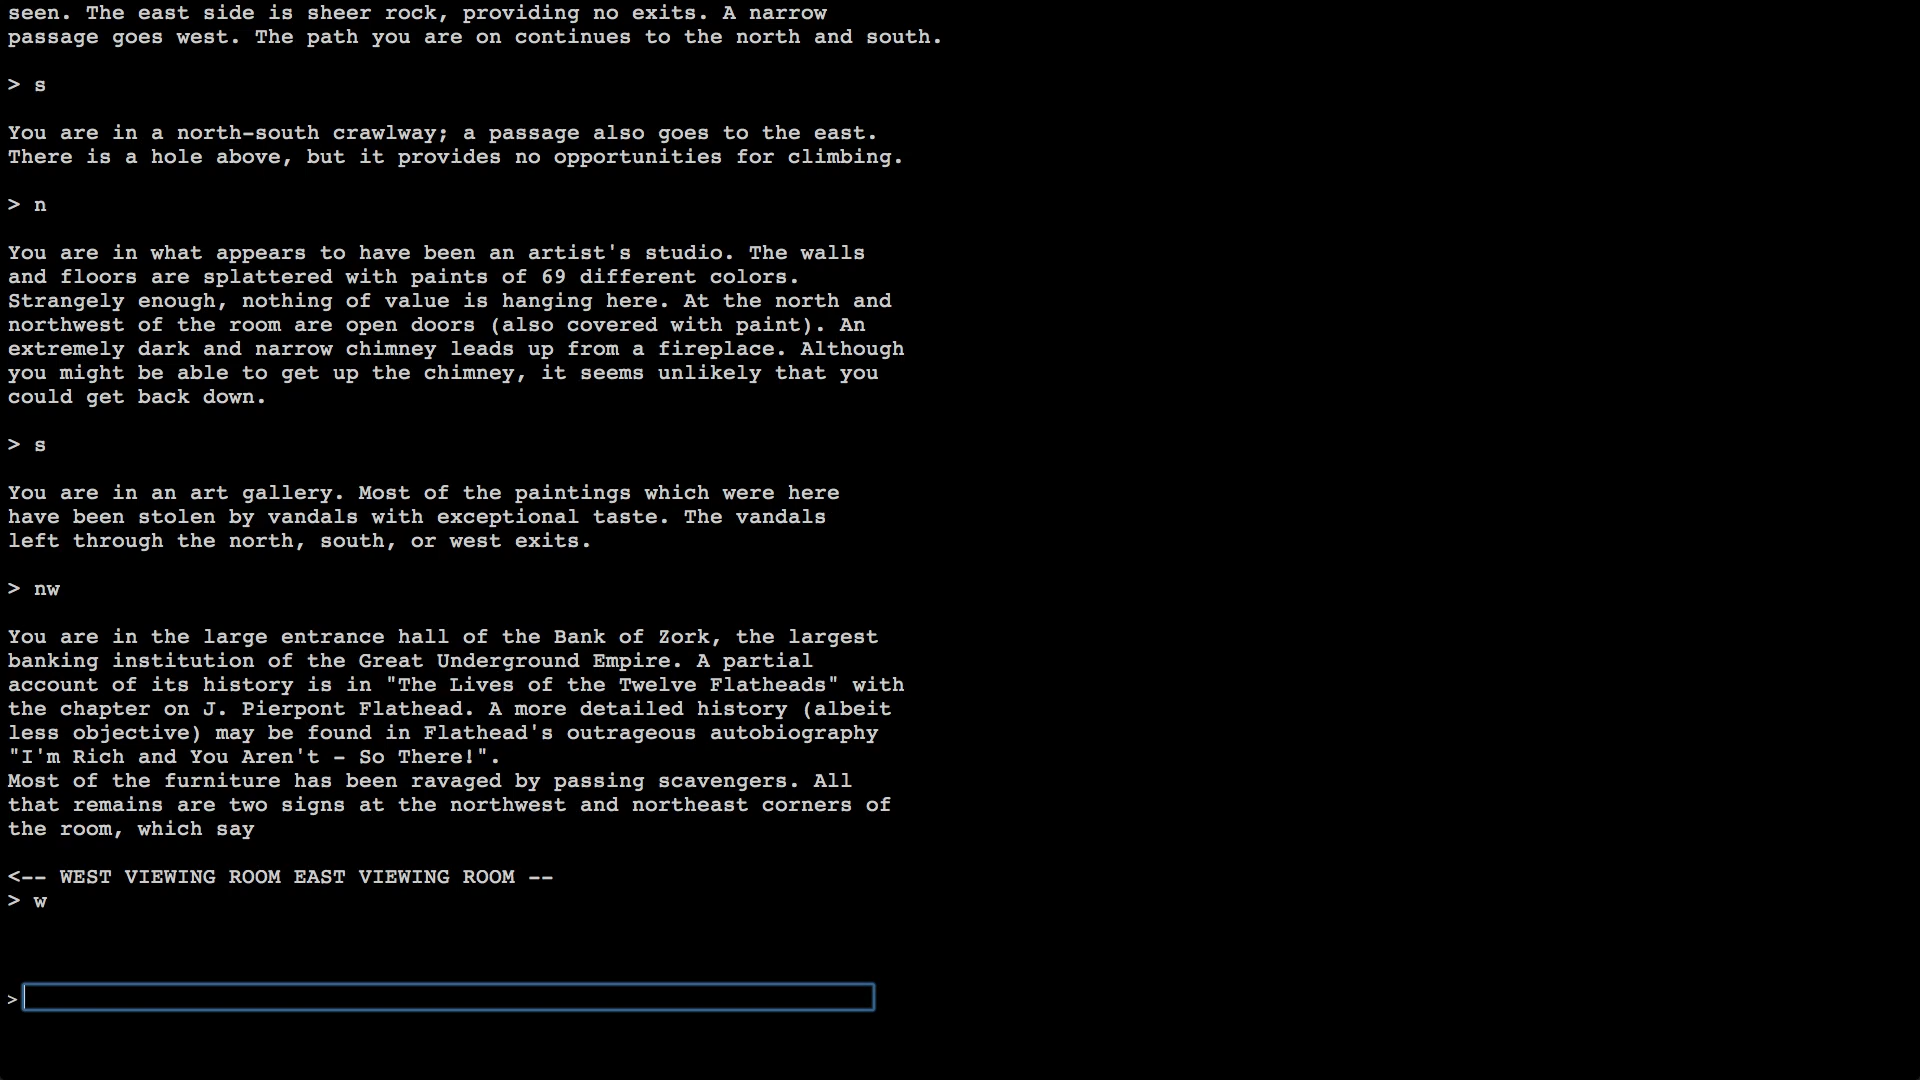 seen. The east side is sheer rock, providing no exits. A narrow
passage goes west. The path you are on continues to the north and south.
> s
You are in a north-south crawlway; a passage also goes to the east.
There is a hole above, but it provides no opportunities for climbing.
> n
You are in what appears to have been an artist's studio. The walls
and floors are splattered with paints of 69 different colors.
Strangely enough, nothing of value is hanging here. At the north and
northwest of the room are open doors (also covered with paint). An
extremely dark and narrow chimney leads up from a fireplace. Although
you might be able to get up the chimney, it seems unlikely that you
could get back down.
> s
You are in an art gallery. Most of the paintings which were here
have been stolen by vandals with exceptional taste. The vandals
left through the north, south, or west exits.
> nw
You are in the large entrance hall of the Bank of Zork, the largest
banking institution of the Great Underground Empire. A partial
account of its history is in "The Lives of the Twelve Flatheads" with
the chapter on J. Pierpont Flathead. A more detailed history (albeit
less objective) may be found in Flathead's outrageous autobiography
"I'm Rich and You Aren't - So There!".
Most of the furniture has been ravaged by passing scavengers. All
that remains are two signs at the northwest and northeast corners of
the room, which say
<-- WEST VIEWING ROOM EAST VIEWING ROOM --
> w
>